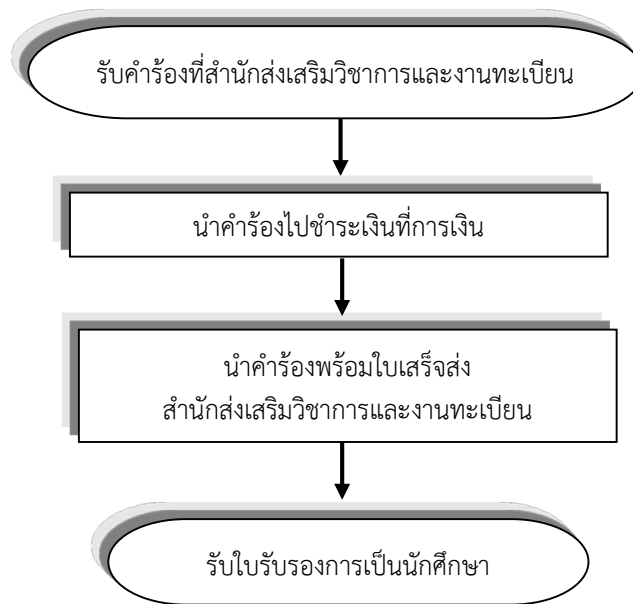 รับคำร้องที่สำนักส่งเสริมวิชาการและงานทะเบียน
นำคำร้องไปชำระเงินที่การเงิน
นำคำร้องพร้อมใบเสร็จส่ง
สำนักส่งเสริมวิชาการและงานทะเบียน
รับใบรับรองการเป็นนักศึกษา